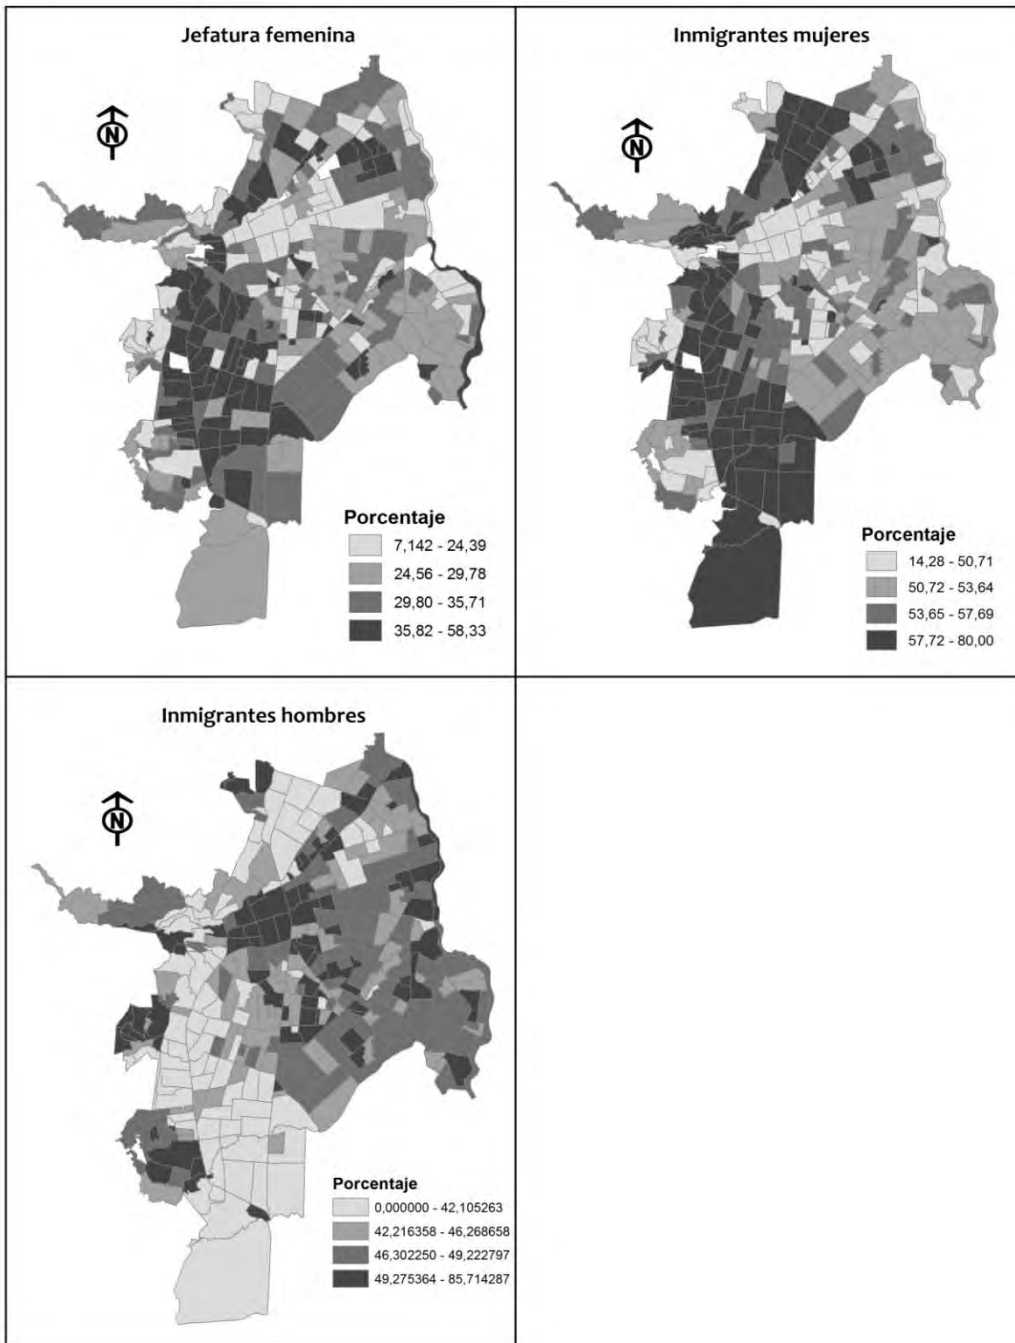 Jefatura femenina
N
Porcentaje
7,142 - 24,39
24,56 - 29,78
29,80 - 35,71
35,82 - 58,33
Inmigrantes mujeres
N
Porcentaje
14,28 - 50,71
50,72 - 53,64
53,65 - 57,69
57,72 - 80,00
Inmigrantes hombres
N
Porcentaje
0,000000 - 42,105263
42,216358 - 46,268658
46,302250 - 49,222797
49,275364 - 85,714287